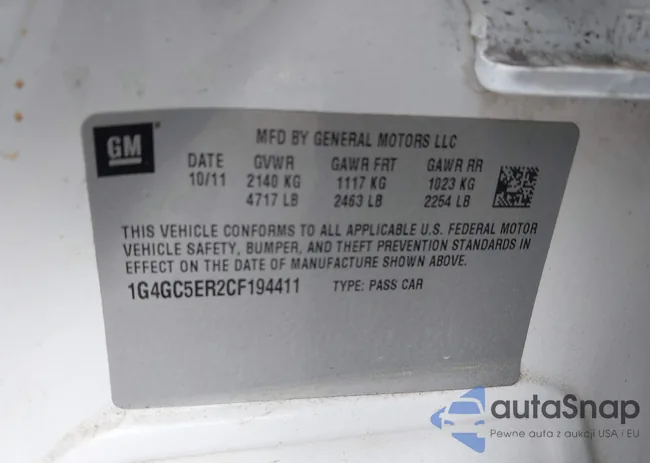 GM
MFD BY GENERAL MOTORS LLC
DATE GVWR GAWR FRT GAWR RR
10/11 2140 KG 1117 KG 1023 KG
4717 LB 2463 LB 2254 LB
THIS VEHICLE CONFORMS TO ALL APPLICABLE U.S. FEDERAL MOTOR
VEHICLE SAFETY, BUMPER, AND THEFT PREVENTION STANDARDS IN
EFFECT ON THE DATE OF MANUFACTURE SHOWN ABOVE.
1G4GC5ER2CF194411 TYPE: PASS CAR
autaSnap
Pewne auta z aukcji USA i EU